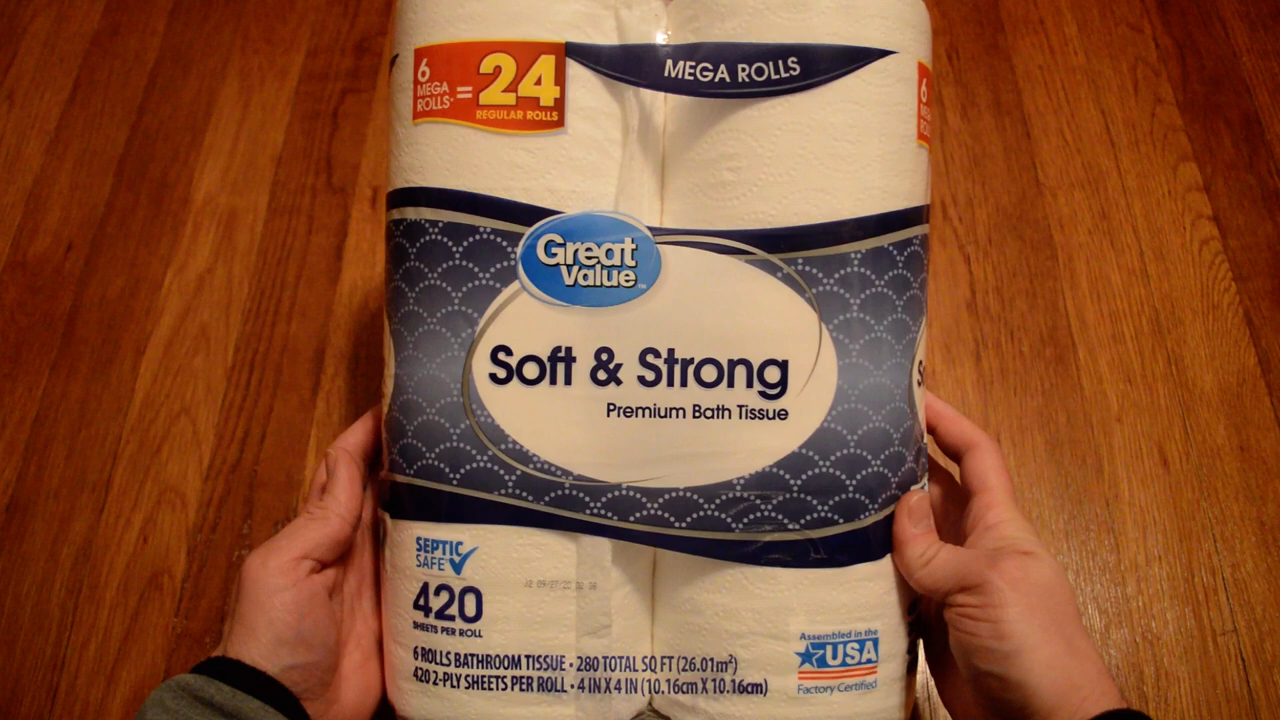 6
MEGA
ROLLS* = 24
REGULAR ROLLS
MEGA ROLLS
6
Great
Value™
Soft & Strong
Premium Bath Tissue
SEPTIC
SAFE
420
SHEETS PER ROLL
6 ROLLS BATHROOM TISSUE • 280 TOTAL SQ FT (26.01m²)
420 2-PLY SHEETS PER ROLL • 4 IN X 4 IN (10.16cm X 10.16cm)
Assembled in the
USA
Factory Certified